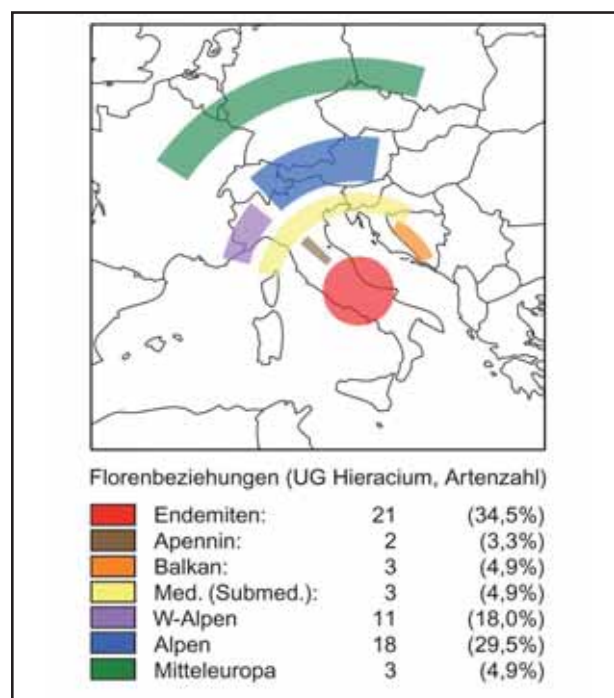 Florenbeziehungen (UG Hieracium, Artenzahl)
Endemiten: 21 (34,5%)
Apennin: 2 (3,3%)
Balkan: 3 (4,9%)
Med. (Submed.): 3 (4,9%)
W-Alpen 11 (18,0%)
Alpen 18 (29,5%)
Mitteleuropa 3 (4,9%)